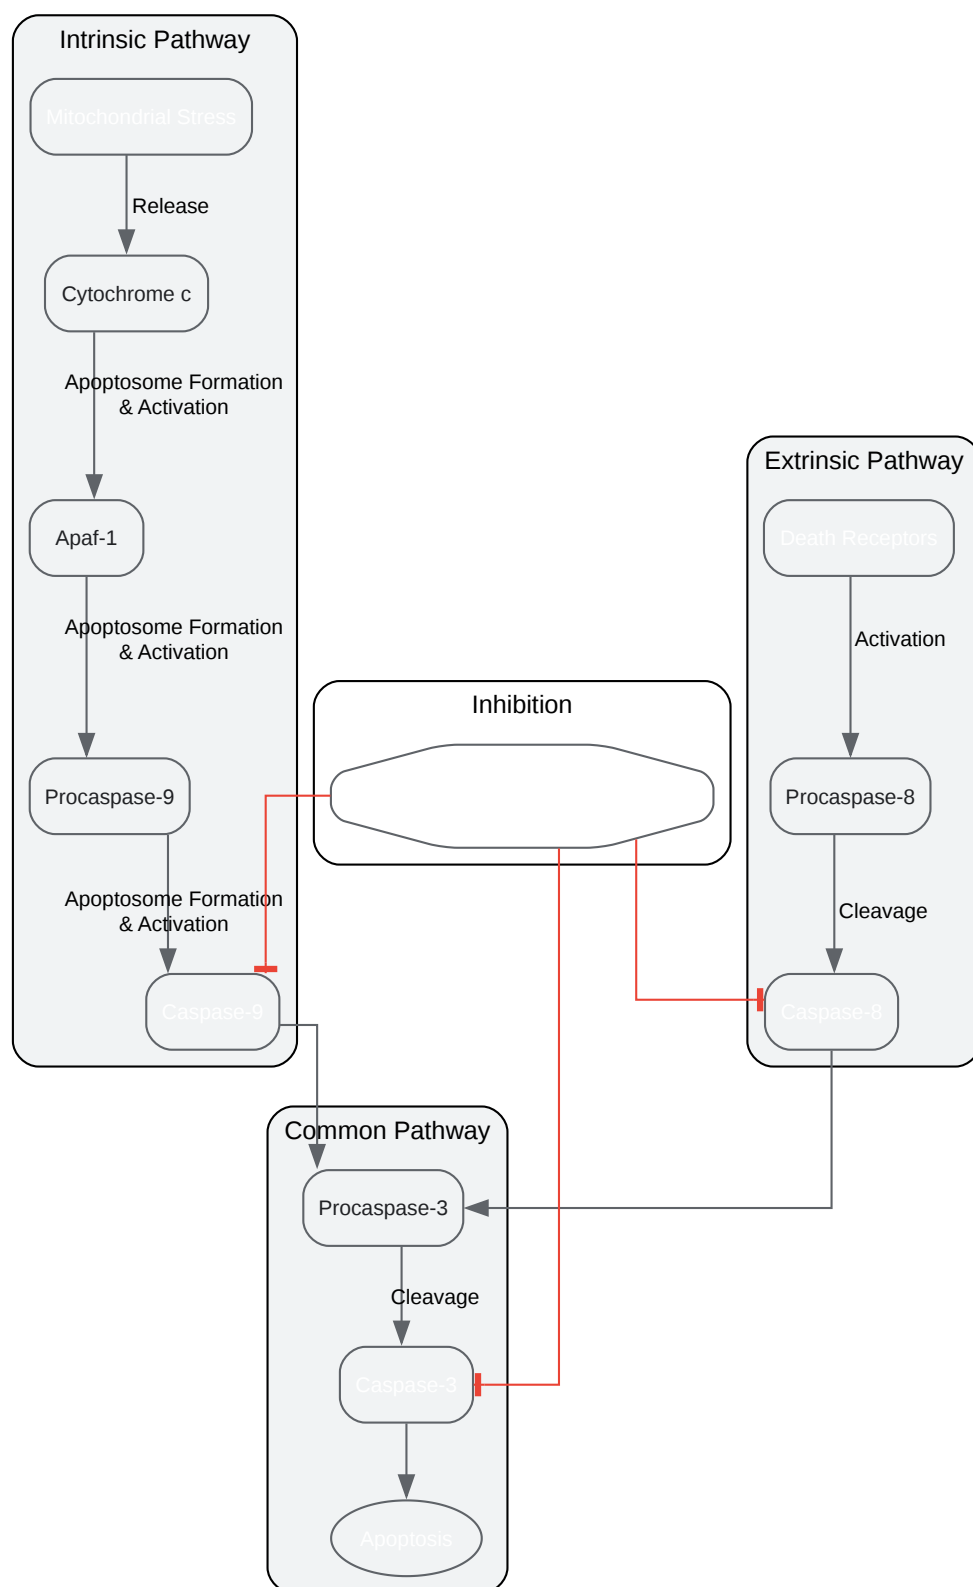 Intrinsic Pathway
Mitochondrial Stress
Release
Cytochrome c
Apoptosome Formation
& Activation
Apaf-1
Apoptosome Formation
& Activation
Procaspase-9
Apoptosome Formation
& Activation
Caspase-9
Extrinsic Pathway
Death Receptors
Activation
Procaspase-8
Cleavage
Caspase-8
Inhibition
Common Pathway
Procaspase-3
Cleavage
Caspase-3
Apoptosis